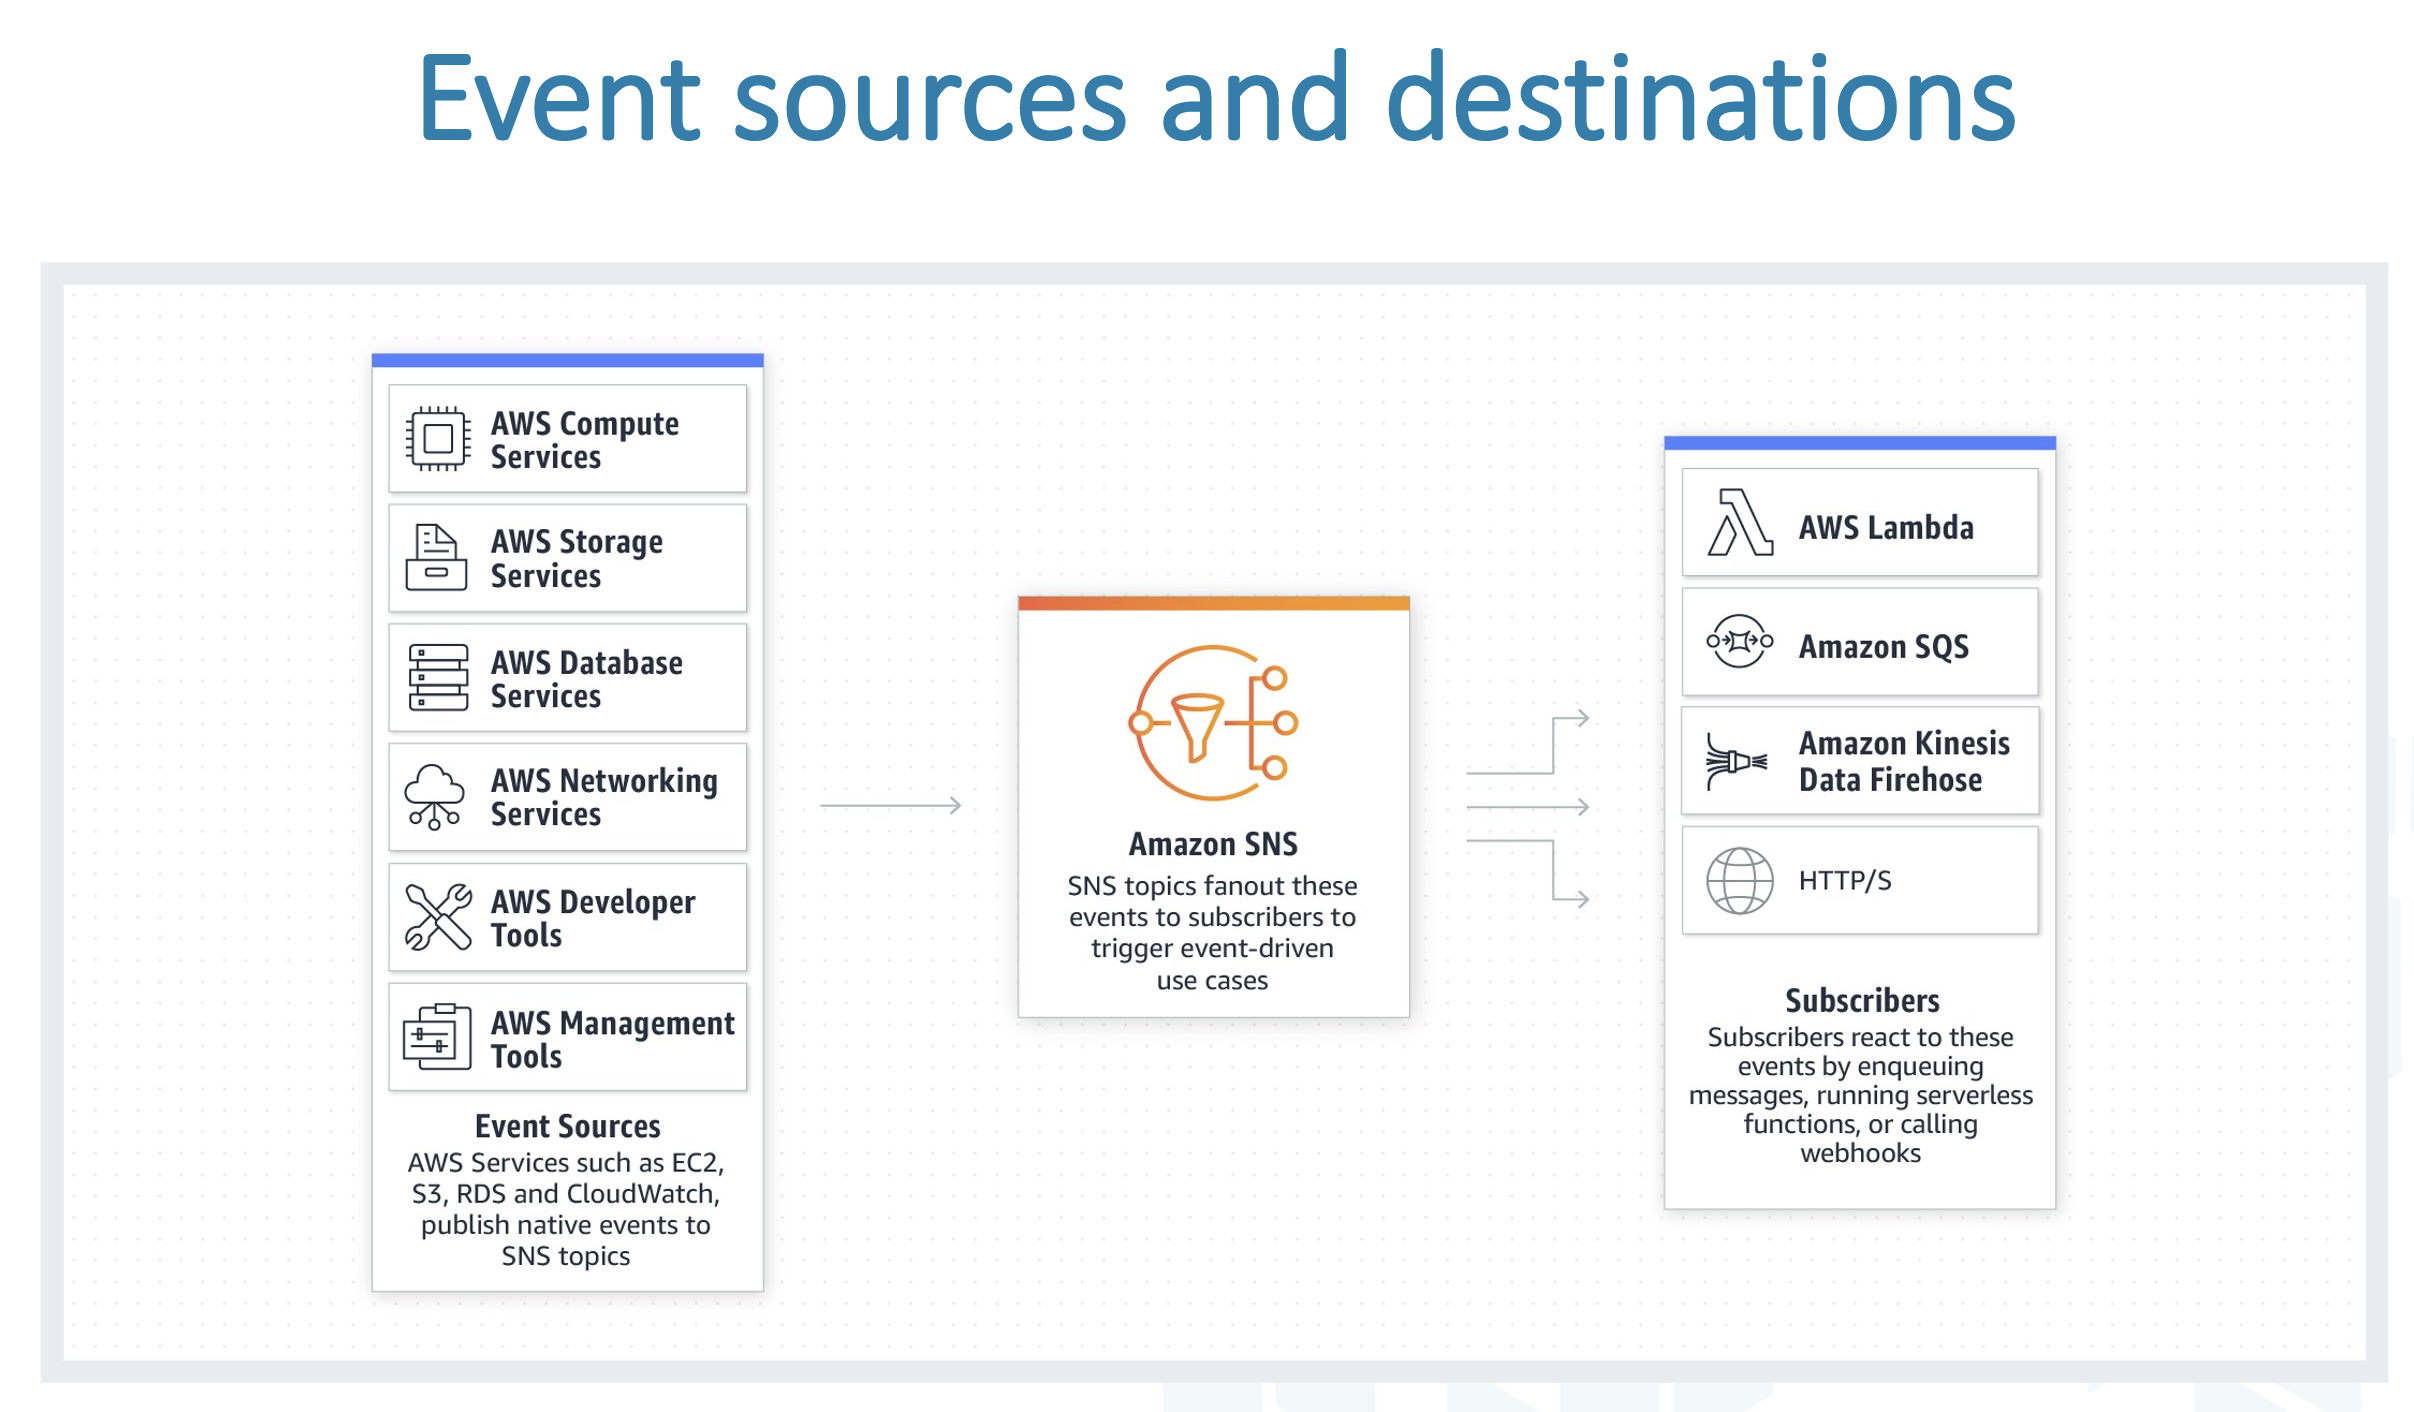 Event sources and destinations
AWS Compute
Services
AWS Storage
Services
AWS Database
Services
AWS Networking
Services
AWS Developer
Tools
AWS Management
Tools
Event Sources
AWS Services such as EC2,
S3, RDS and CloudWatch,
publish native events to
SNS topics
Amazon SNS
SNS topics fanout these
events to subscribers to
trigger event-driven
use cases
AWS Lambda
Amazon SQS
Amazon Kinesis
Data Firehose
HTTP/S
Subscribers
Subscribers react to these
events by enqueuing
messages, running serverless
functions, or calling
webhooks